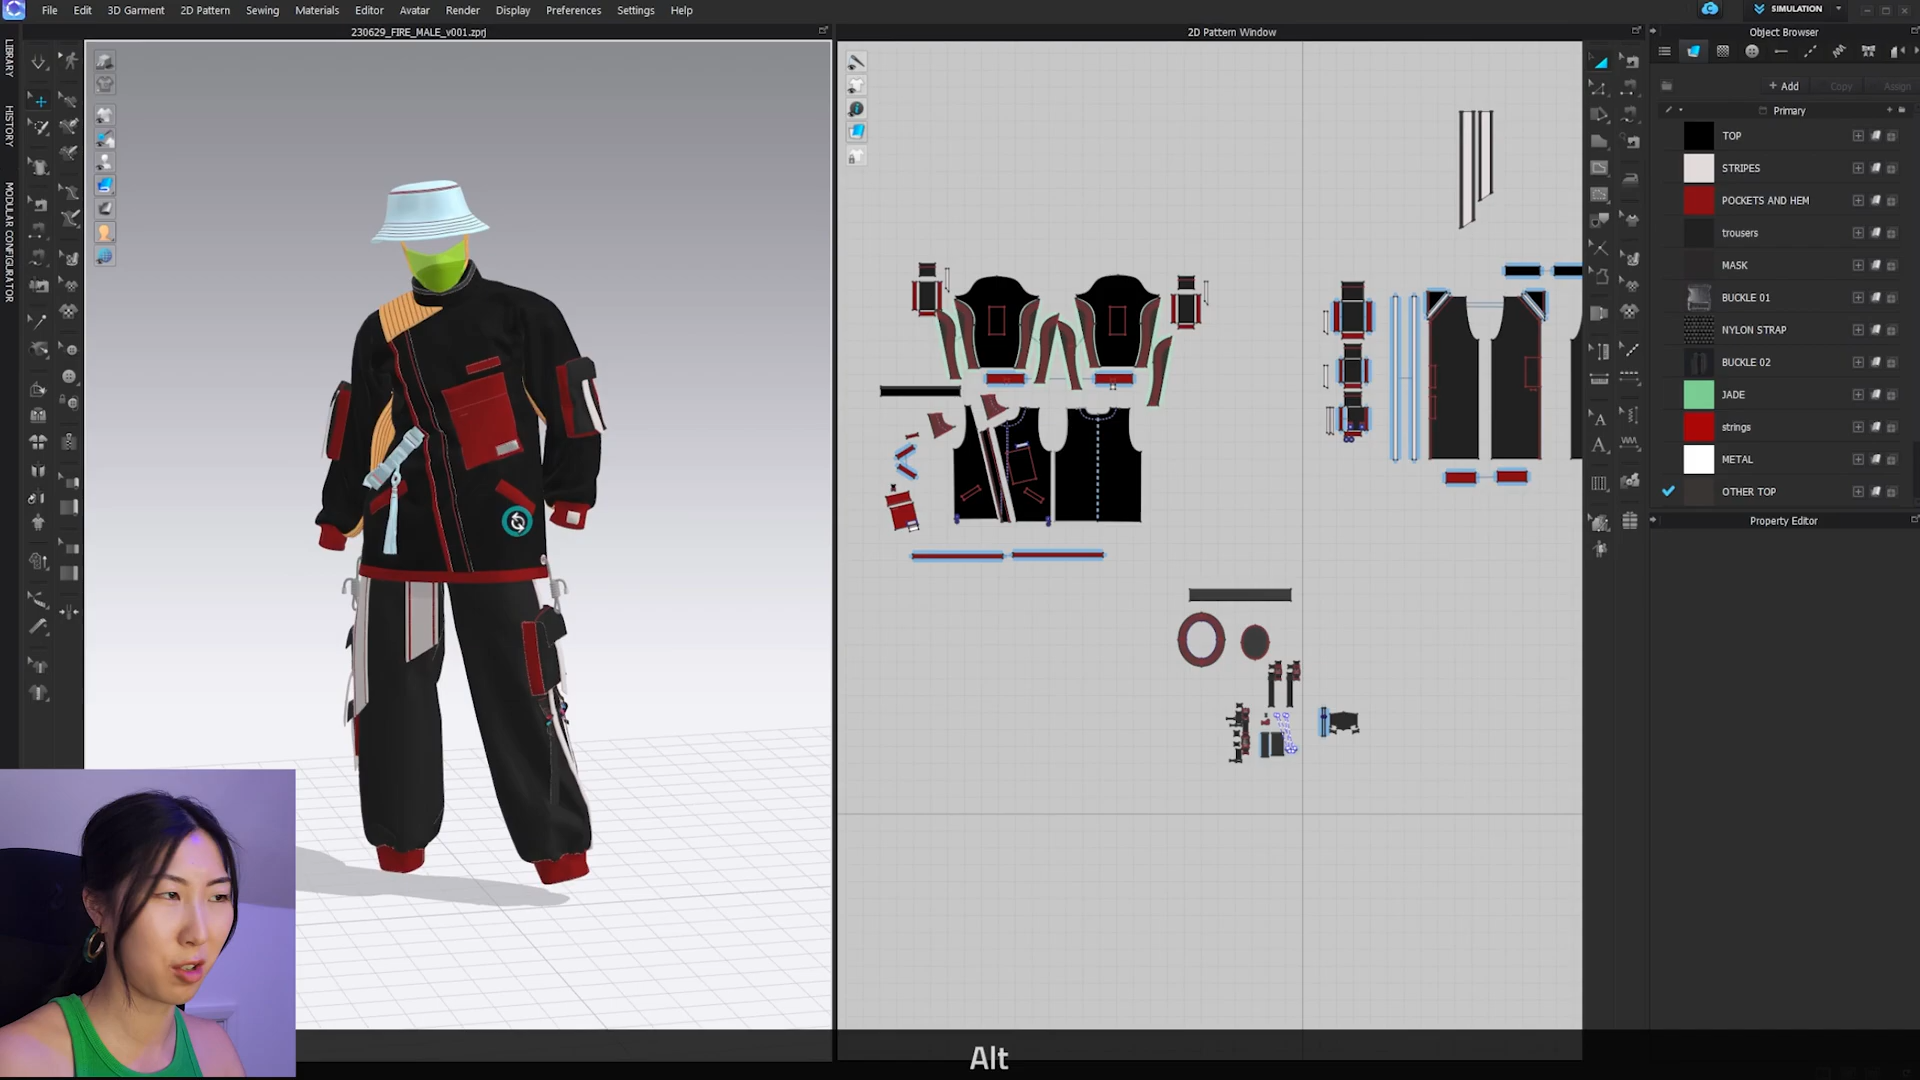 File Edit 3D Garment 2D Pattern Sewing Materials Editor Avatar Render Display Preferences Settings Help
SIMULATION
230629_FIRE_MALE_v001.zprj
2D Pattern Window
Object Browser
LIBRARY
HISTORY
MODULAR CONFIGURATOR
+ Add Copy Assign
Primary
TOP
STRIPES
POCKETS AND HEM
trousers
MASK
BUCKLE 01
NYLON STRAP
BUCKLE 02
JADE
strings
METAL
OTHER TOP
Property Editor
Alt